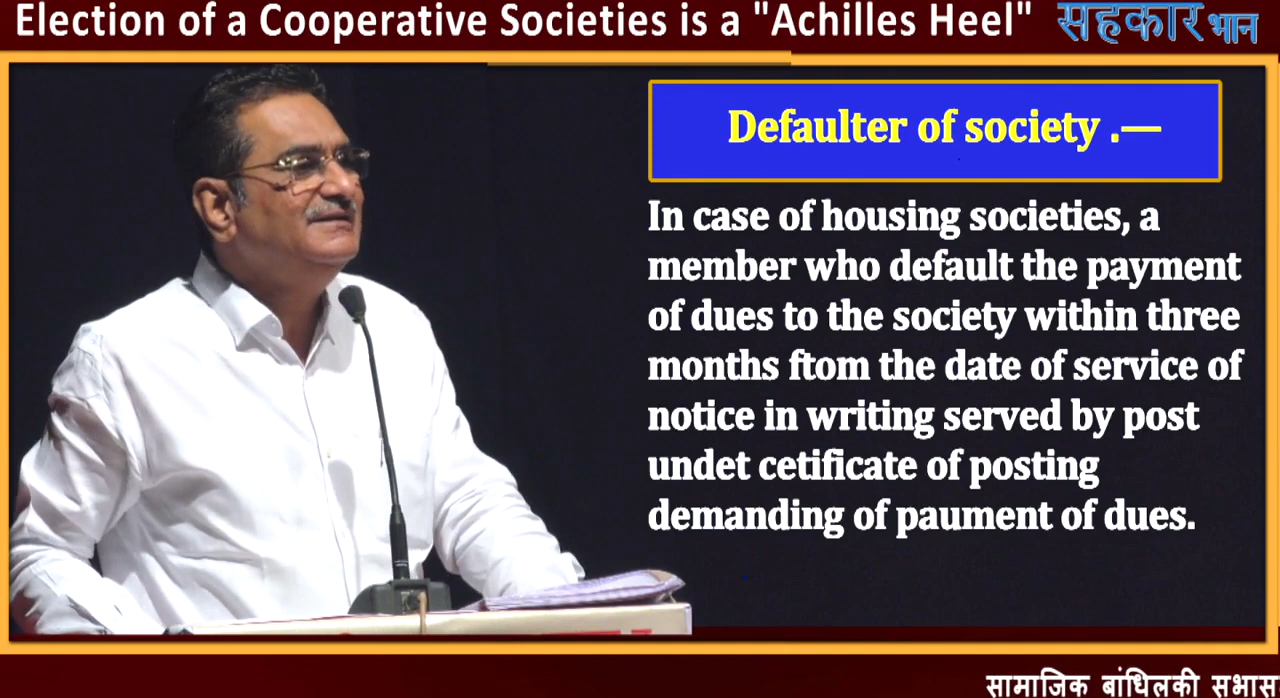 Election of a Cooperative Societies is a "Achilles Heel" सहकार भान
Defaulter of society .—
In case of housing societies, a
member who default the payment
of dues to the society within three
months ftom the date of service of
notice in writing served by post
undet cetificate of posting
demanding of paument of dues.
सामाजिक बांधिलकी सभास